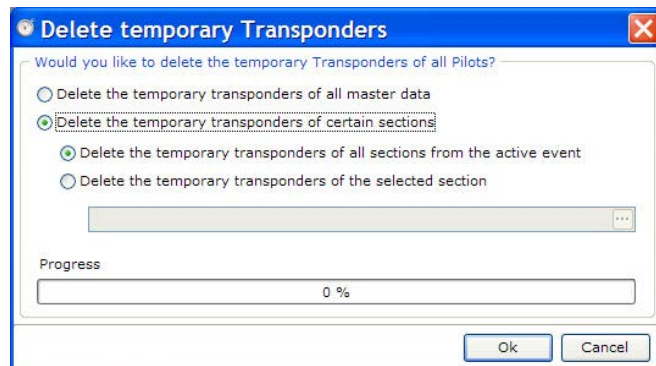 Delete temporary Transponders
Would you like to delete the temporary Transponders of all Pilots?
Delete the temporary transponders of all master data
Delete the temporary transponders of certain sections
Delete the temporary transponders of all sections from the active event
Delete the temporary transponders of the selected section
...
Progress
0 %
Ok Cancel